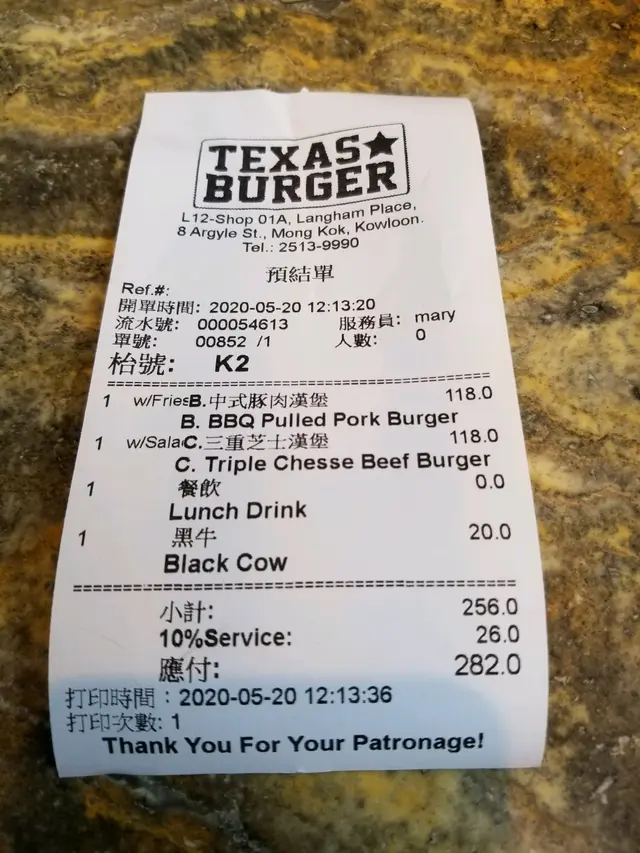 TEXAS★
BURGER
L12-Shop 01A, Langham Place,
8 Argyle St., Mong Kok, Kowloon.
Tel.: 2513-9990
預結單
Ref.#:
開單時間: 2020-05-20 12:13:20
流水號: 000054613 服務員: mary
單號: 00852 /1 人數: 0
枱號: K2
1 w/FriesB.中式豚肉漢堡 118.0
B. BBQ Pulled Pork Burger
1 w/SalaC.三重芝士漢堡 118.0
C. Triple Chesse Beef Burger
1 餐飲 0.0
Lunch Drink
1 黑牛 20.0
Black Cow
小計: 256.0
10%Service: 26.0
應付: 282.0
打印時間：2020-05-20 12:13:36
打印次數: 1
Thank You For Your Patronage!